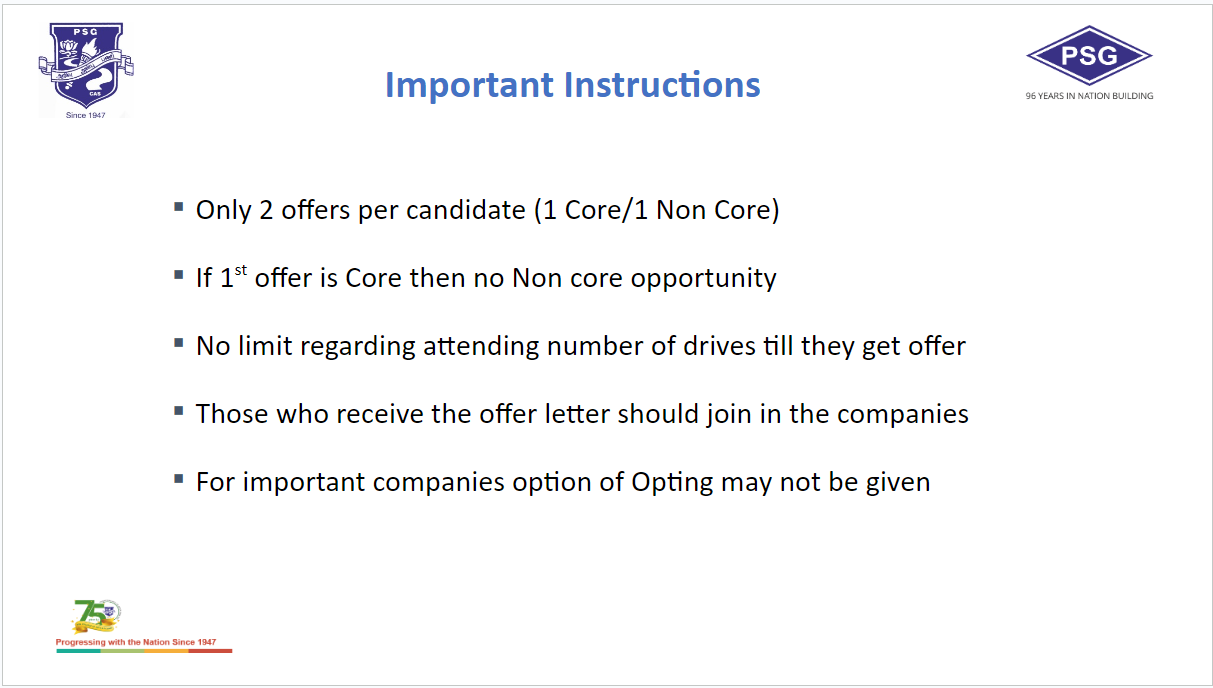 PSG
CAS
Since 1947
Important Instructions
PSG
96 YEARS IN NATION BUILDING
Only 2 offers per candidate (1 Core/1 Non Core)
If 1st offer is Core then no Non core opportunity
No limit regarding attending number of drives till they get offer
Those who receive the offer letter should join in the companies
For important companies option of Opting may not be given
75
Progressing with the Nation Since 1947